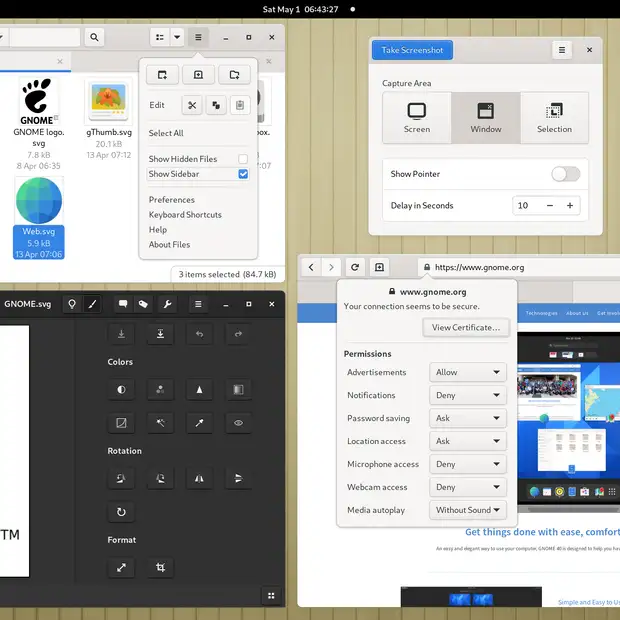 Sat May 1 06:43:27
GNOME
GNOME logo.
svg
7.8 kB
8 Apr 06:35
gThumb.svg
20.1 kB
13 Apr 07:12
Web.svg
5.9 kB
13 Apr 07:06
Edit
Select All
Show Hidden Files
Show Sidebar
Preferences
Keyboard Shortcuts
Help
About Files
3 items selected (84.7 kB)
Take Screenshot
Capture Area
Screen
Window
Selection
Show Pointer
Delay in Seconds
10
GNOME.svg
Colors
Rotation
Format
TM
https://www.gnome.org
www.gnome.org
Your connection seems to be secure.
View Certificate...
Permissions
Advertisements Allow
Notifications Deny
Password saving Ask
Location access Ask
Microphone access Deny
Webcam access Deny
Media autoplay Without Sound
Technologies
About us
Get Get things done with ease, comfort
An easy and elegant way to use your computer, GNOME 40 is designed to help you
Simple and Easy to